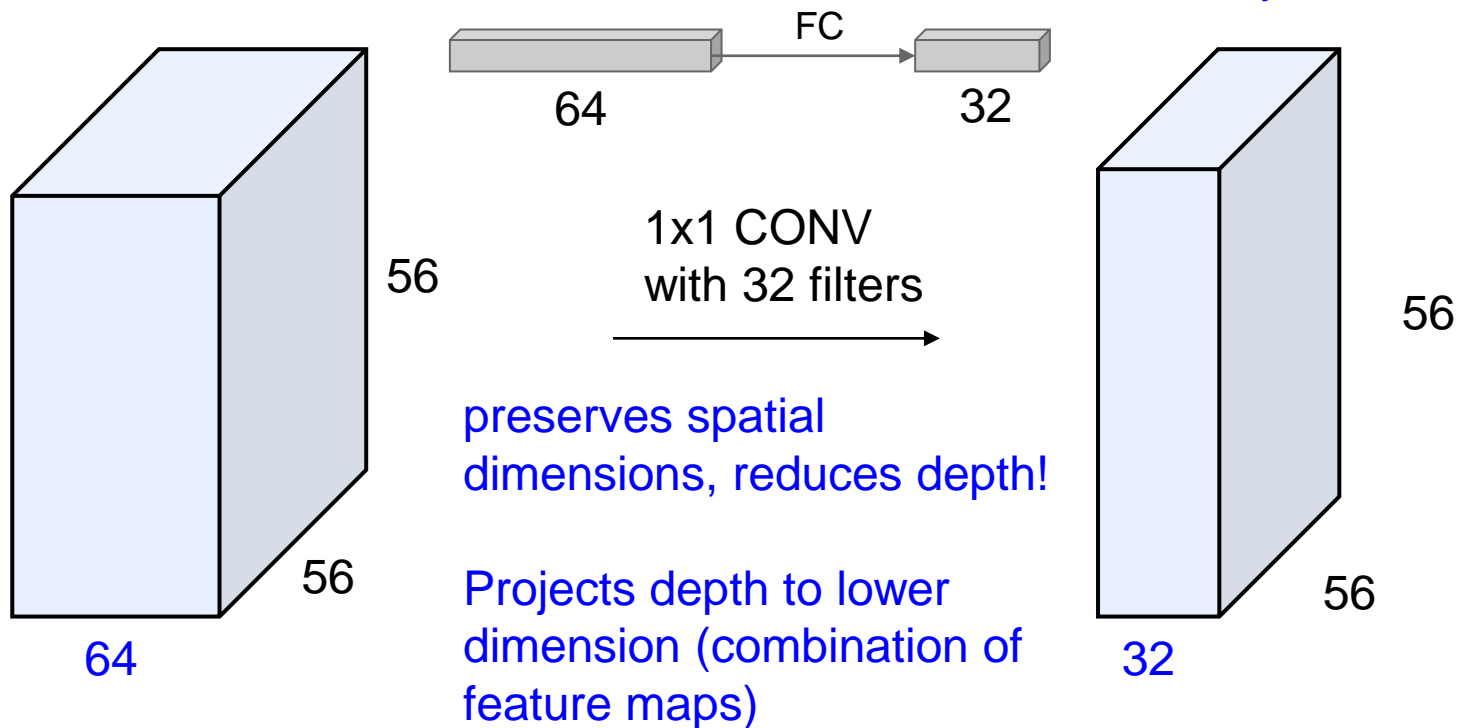 FC
64
32
56
56
64
1x1 CONV
with 32 filters
preserves spatial
dimensions, reduces depth!
Projects depth to lower
dimension (combination of
feature maps)
56
56
32